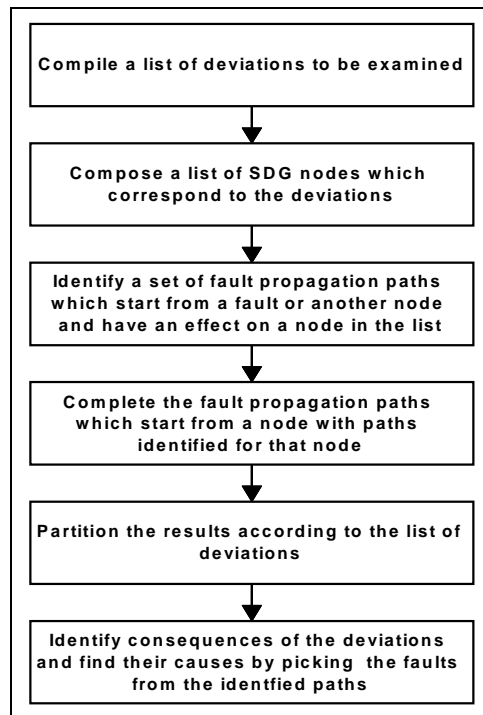 Compile a list of deviations to be examined
Compose a list of SDG nodes which
correspond to the deviations
Identify a set of fault propagation paths
which start from a fault or another node
and have an effect on a node in the list
Complete the fault propagation paths
which start from a node with paths
identified for that node
Partition the results according to the list of
deviations
Identify consequences of the deviations
and find their causes by picking the faults
from the identfied paths